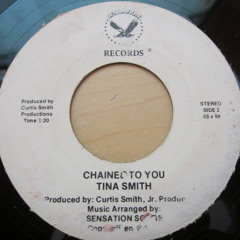 RECORDS
Produced by
Curtis Smith
Productions
Time 1:20
STEREO
SIDE 2
CHAINED TO YOU
TINA SMITH
Produced by: Curtis Smith, Jr. Produc
Music Arranged by:
SENSATION